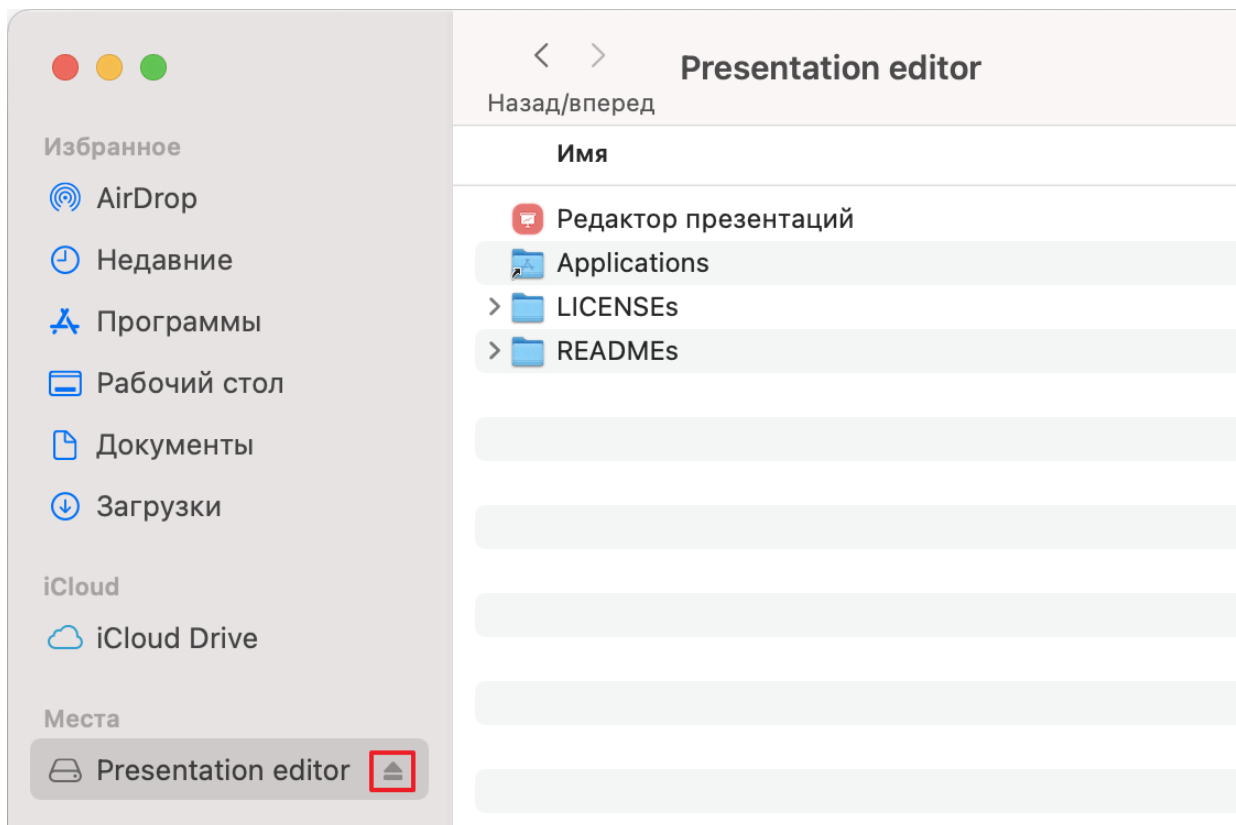 Избранное
AirDrop
Недавние
Программы
Рабочий стол
Документы
Загрузки
iCloud
iCloud Drive
Места
Presentation editor
Presentation editor
Назад/вперед
Имя
Редактор презентаций
Applications
LICENSEs
READMEs